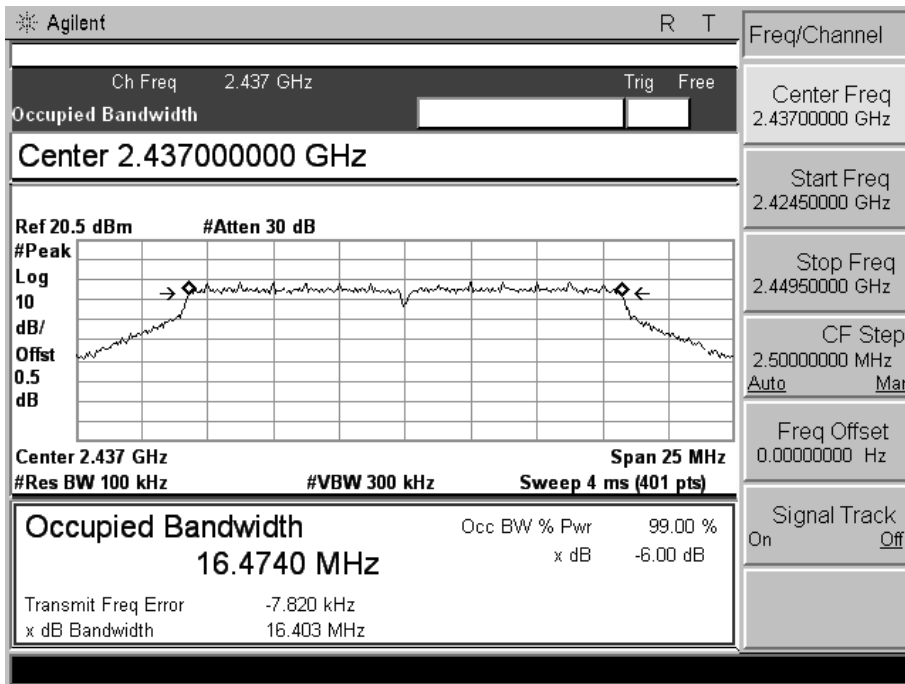 Agilent R T
Ch Freq 2.437 GHz Trig Free
Occupied Bandwidth
Center 2.437000000 GHz
Ref 20.5 dBm #Atten 30 dB
#Peak
Log
10
dB/
Offst
0.5
dB
Center 2.437 GHz Span 25 MHz
#Res BW 100 kHz #VBW 300 kHz Sweep 4 ms (401 pts)
Occupied Bandwidth Occ BW % Pwr 99.00 %
16.4740 MHz x dB -6.00 dB
Transmit Freq Error -7.820 kHz
x dB Bandwidth 16.403 MHz
Freq/Channel
Center Freq
2.43700000 GHz
Start Freq
2.42450000 GHz
Stop Freq
2.44950000 GHz
CF Step
2.50000000 MHz
Auto Mar
Freq Offset
0.00000000 Hz
Signal Track
On Off